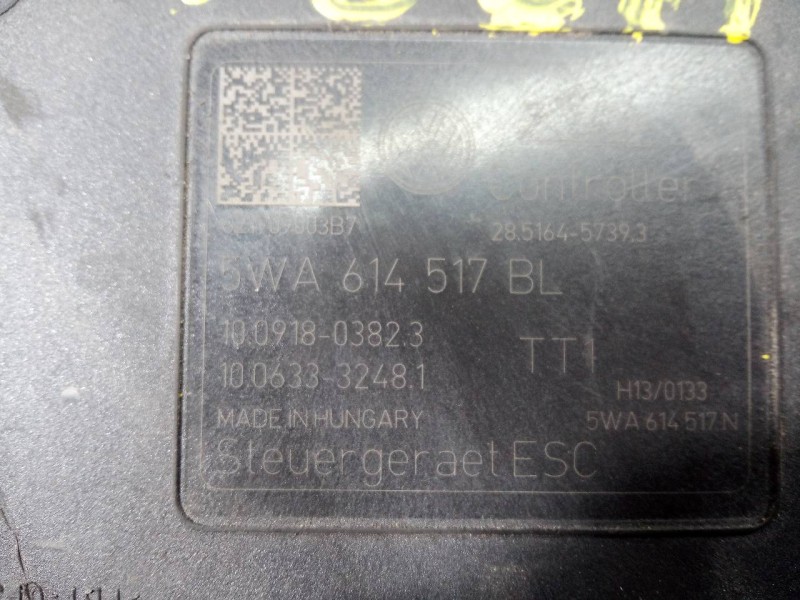 Controller
28.5164-5739.3
5WA 614 517 BL
10.0918-0382.3
TT1
10.0633-3248.1
H13/0133
MADE IN HUNGARY
5WA 614 517 N
Steuergeraet ESC